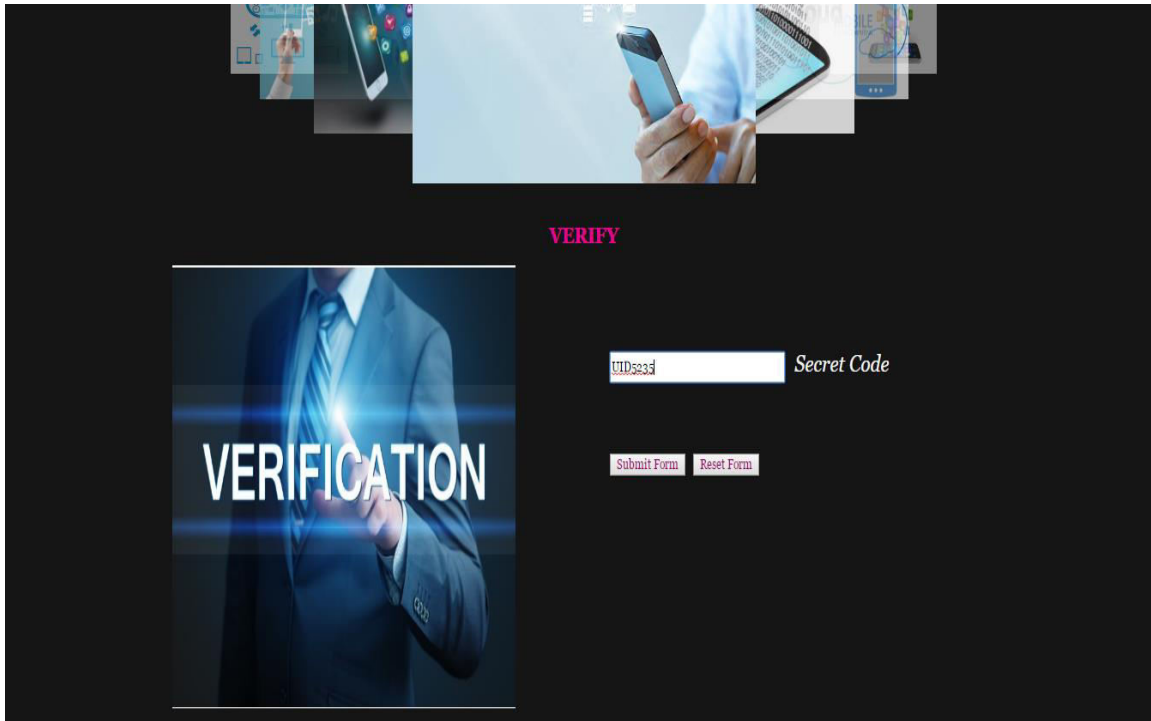 VERIFY
UID5235
Secret Code
VERIFICATION
Submit Form
Reset Form